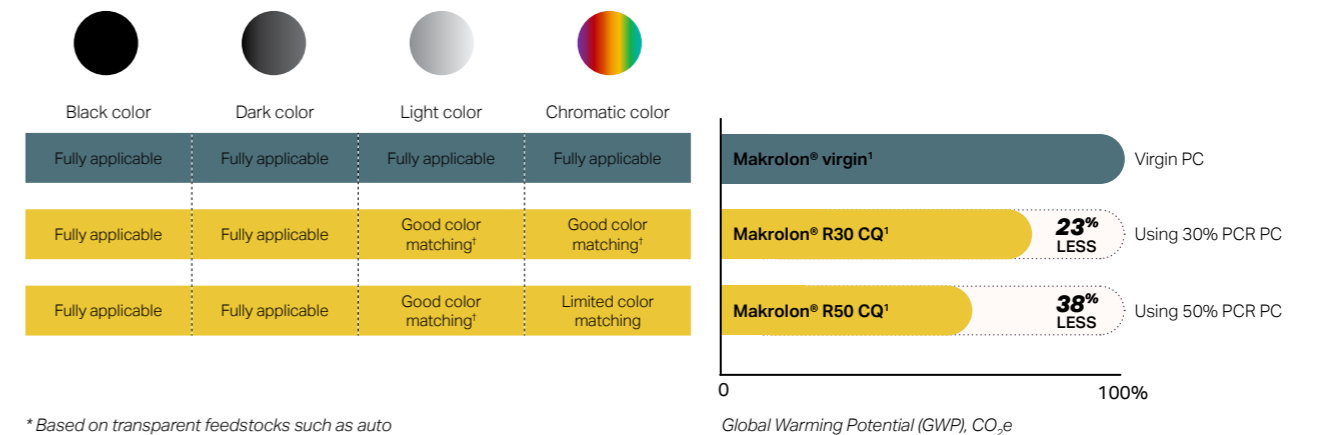 Black color
Dark color
Light color
Chromatic color
Fully applicable
Fully applicable
Fully applicable
Fully applicable
Makrolon® virgin¹
Virgin PC
Fully applicable
Fully applicable
Good color
matching†
Good color
matching†
Makrolon® R30 CQ¹
23%
LESS
Using 30% PCR PC
Fully applicable
Fully applicable
Good color
matching†
Limited color
matching
Makrolon® R50 CQ¹
38%
LESS
Using 50% PCR PC
0
100%
* Based on transparent feedstocks such as auto
Global Warming Potential (GWP), CO₂e